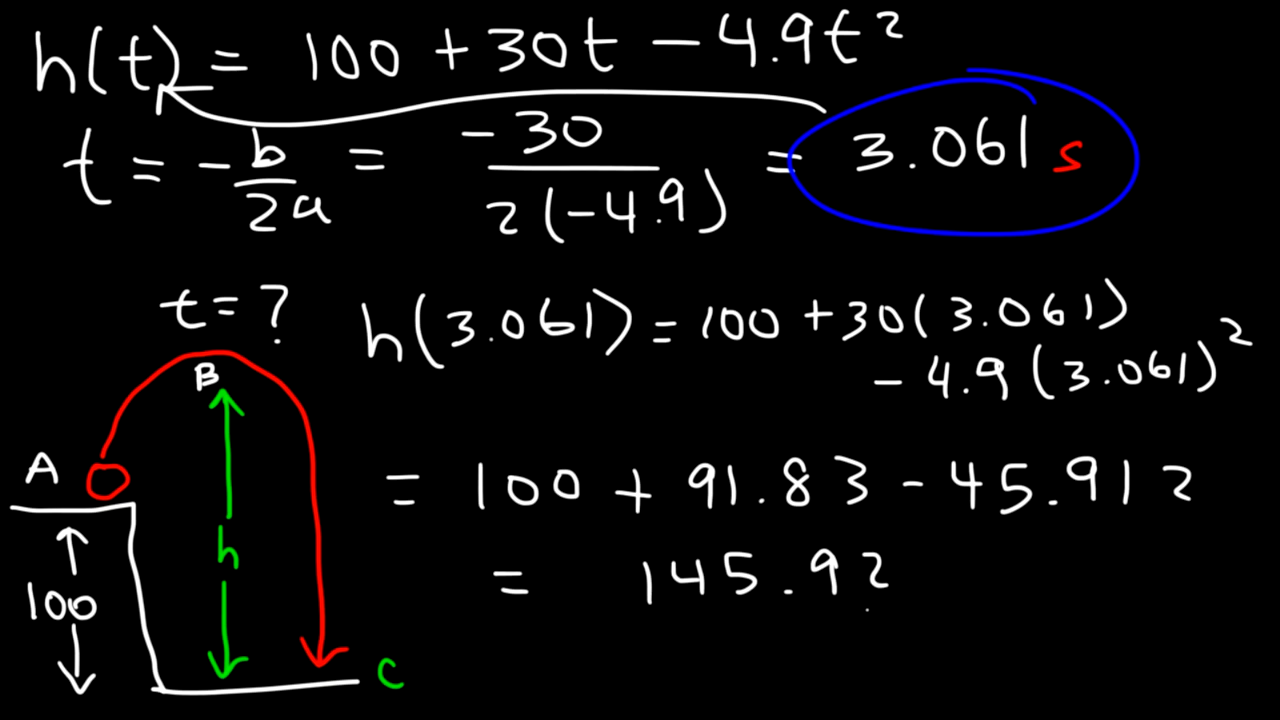 h(t) = 100 + 30t - 4.9t²
t = -b/2a = -30/2(-4.9) = 3.061 s
t = ?
h(3.061) = 100 + 30(3.061)
- 4.9(3.061)²
= 100 + 91.83 - 45.912
= 145.92
B
A
h
100
C